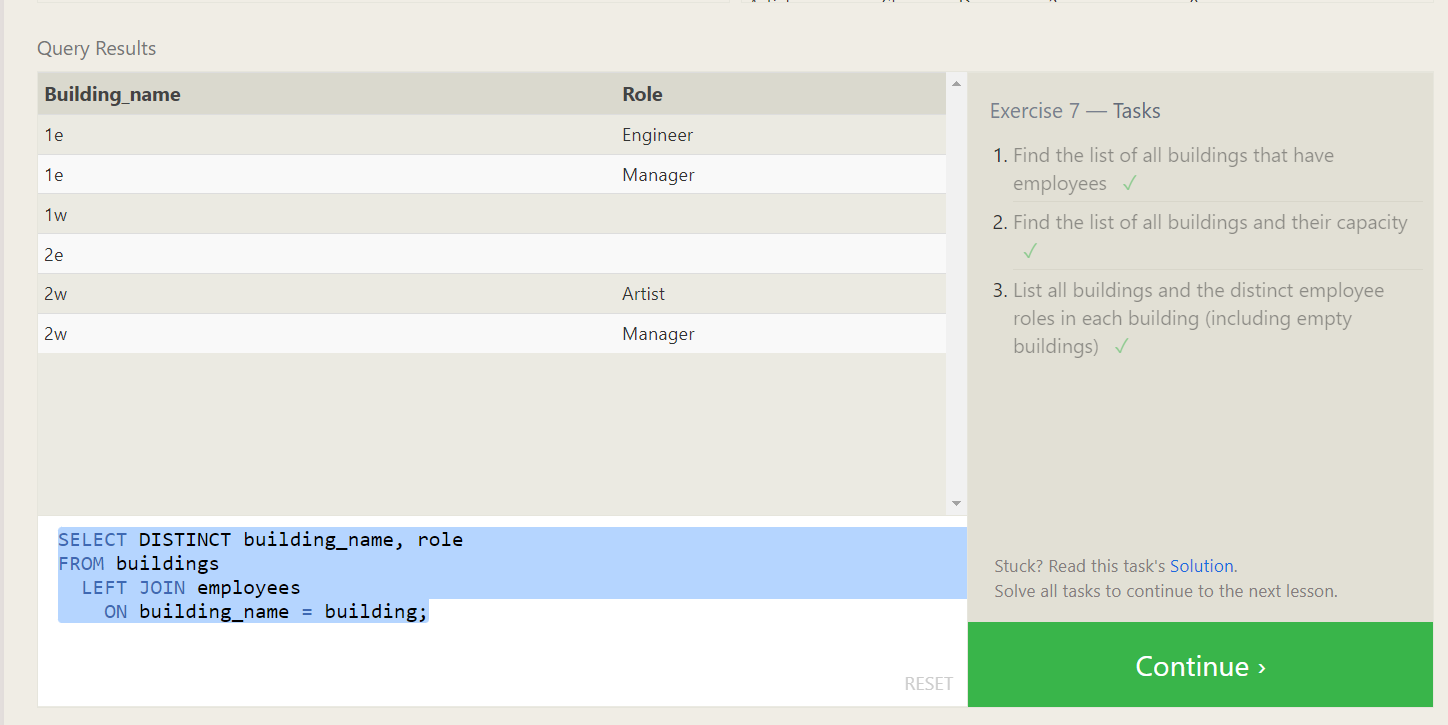 Query Results
Building_name Role
1e Engineer
1e Manager
1w
2e
2w Artist
2w Manager
SELECT DISTINCT building_name, role
FROM buildings
  LEFT JOIN employees
    ON building_name = building;
RESET
Exercise 7 — Tasks
1. Find the list of all buildings that have
employees ✓
2. Find the list of all buildings and their capacity
✓
3. List all buildings and the distinct employee
roles in each building (including empty
buildings) ✓
Stuck? Read this task's Solution.
Solve all tasks to continue to the next lesson.
Continue ›